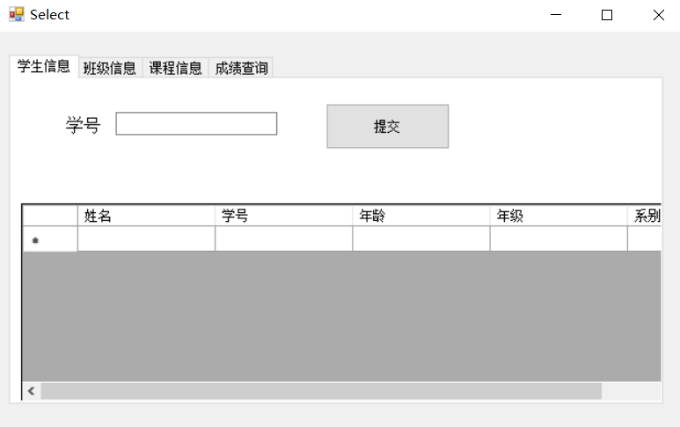 Select
学生信息 班级信息 课程信息 成绩查询
学号 提交
姓名 学号 年龄 年级 系别